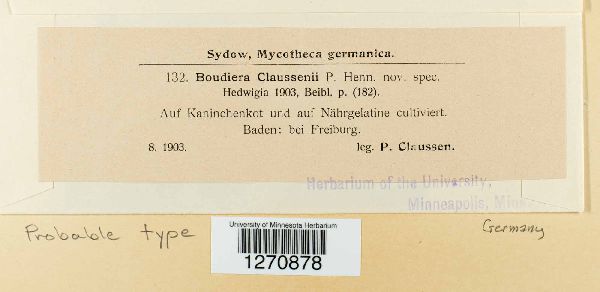 Sydow, Mycotheca germanica.
132. Boudiera Claussenii P. Henn. nov. spec.
Hedwigia 1903, Beibl. p. (182).
Auf Kaninchenkot und auf Nährgelatine cultiviert.
Baden: bei Freiburg.
8. 1903. leg. P. Claussen.
Herbarium of the University,
Minneapolis,
Probable type
Germany
University of Minnesota Herbarium
1270878